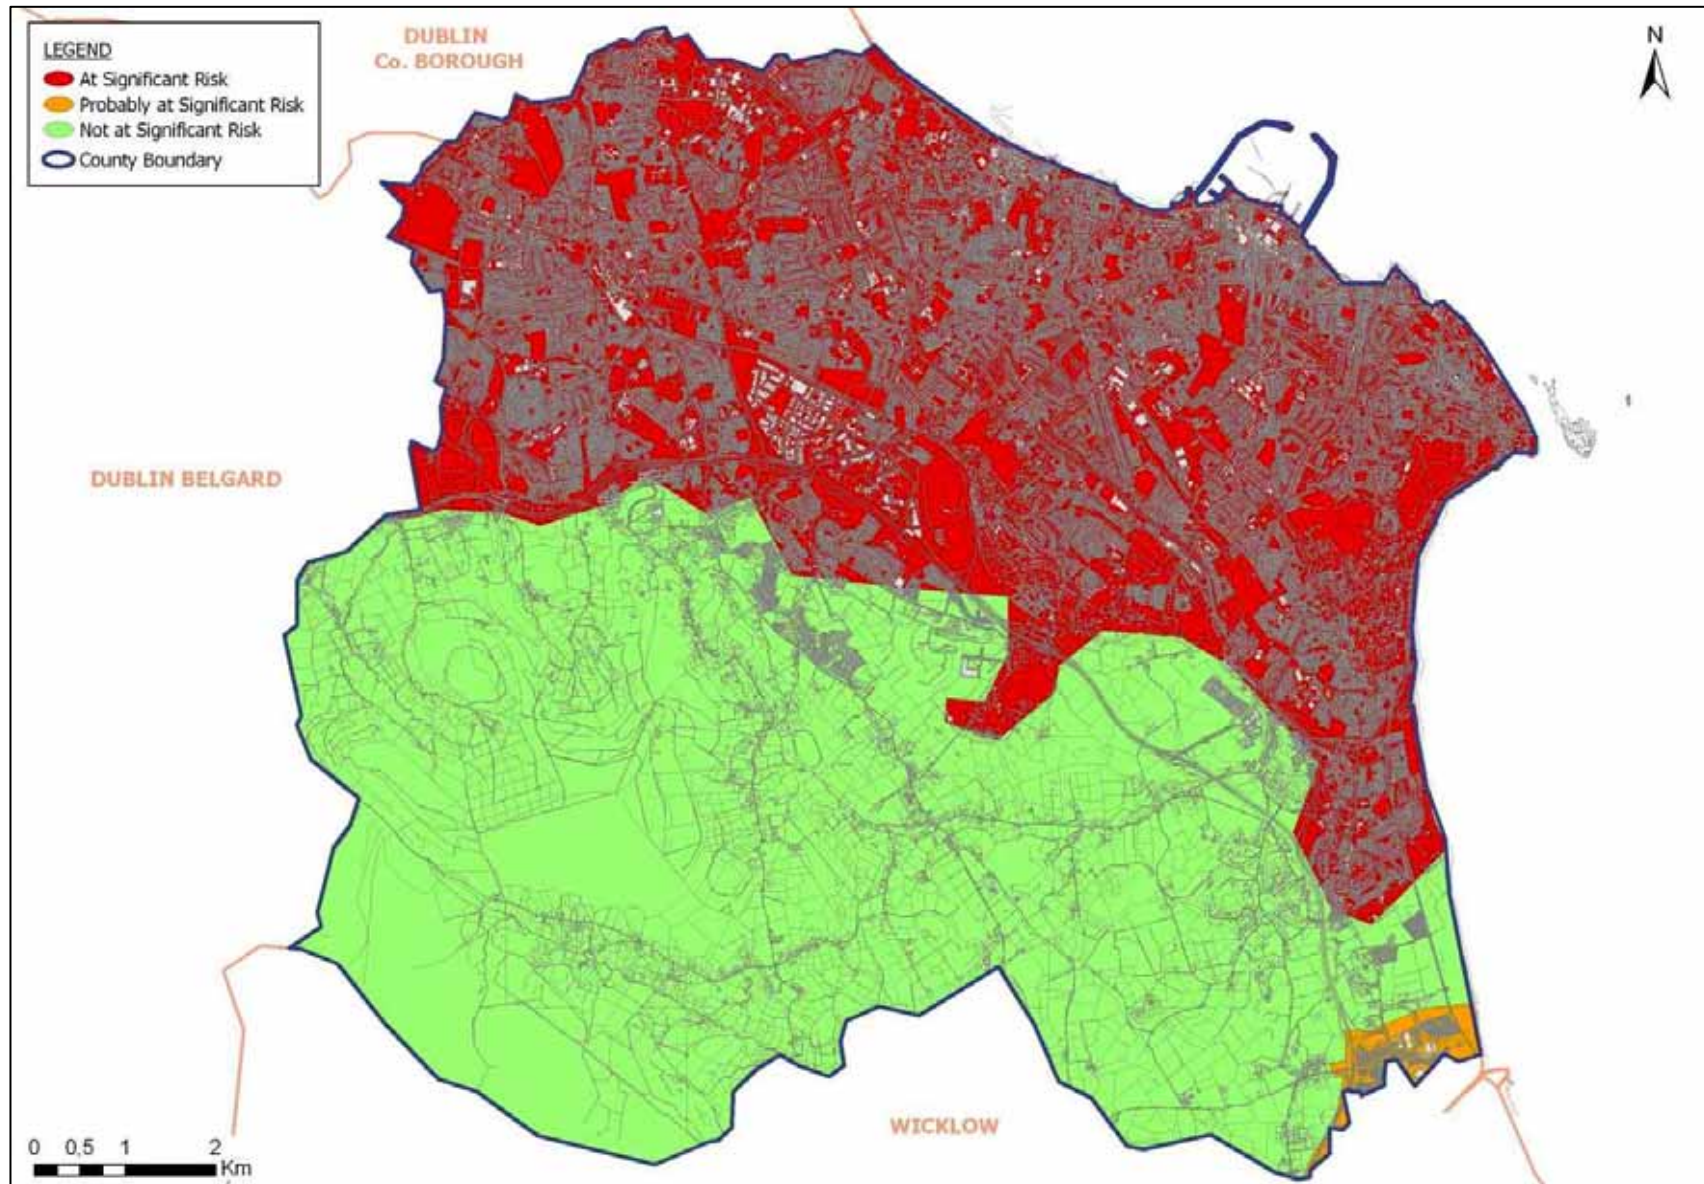 LEGEND
At Significant Risk
Probably at Significant Risk
Not at Significant Risk
County Boundary
DUBLIN
Co. BOROUGH
N
DUBLIN BELGARD
WICKLOW
0 0,5 1 2
Km